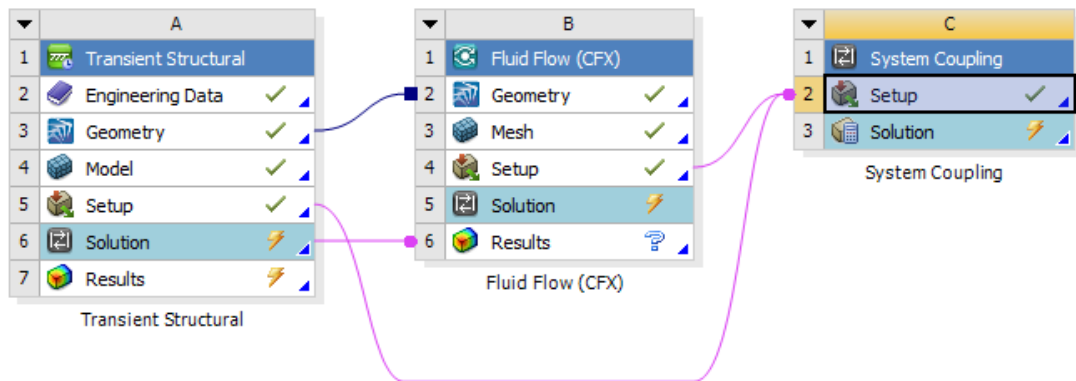 A
1 Transient Structural
2 Engineering Data
3 Geometry
4 Model
5 Setup
6 Solution
7 Results
Transient Structural
B
1 Fluid Flow (CFX)
2 Geometry
3 Mesh
4 Setup
5 Solution
6 Results
Fluid Flow (CFX)
C
1 System Coupling
2 Setup
3 Solution
System Coupling